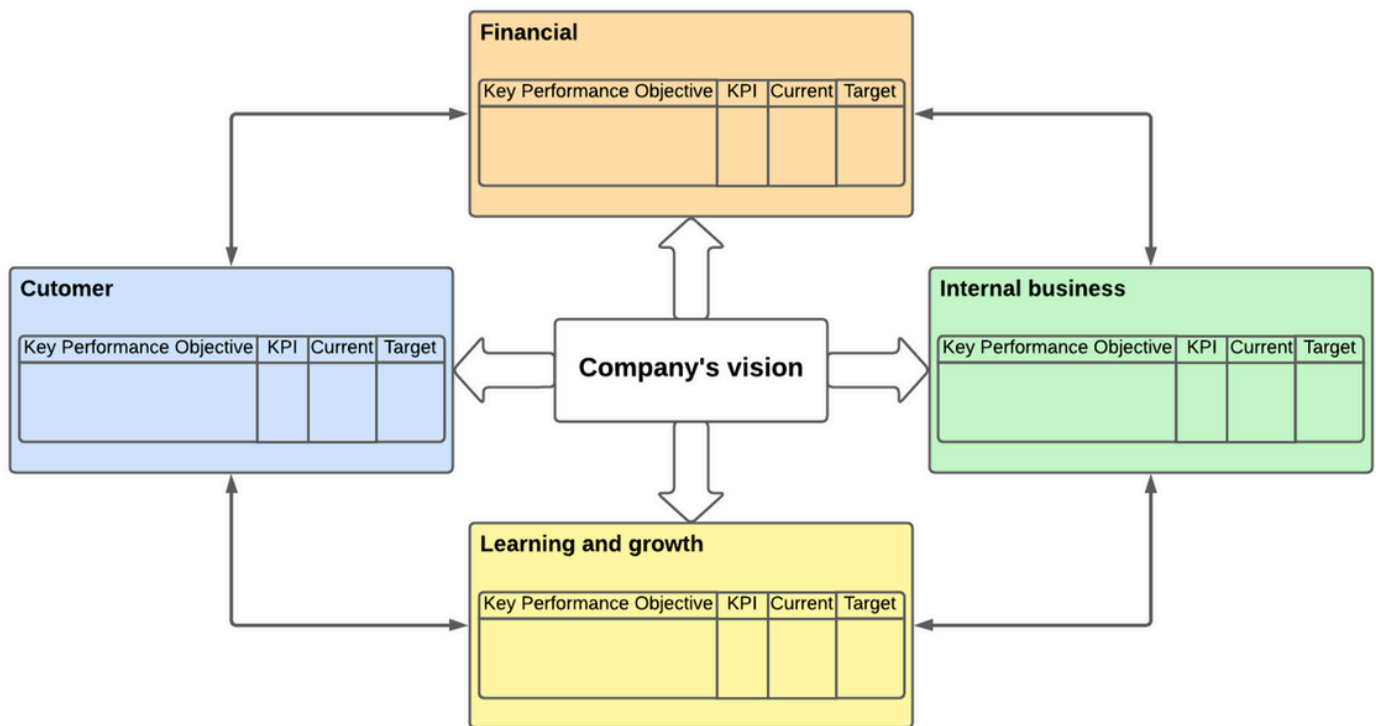 Financial
Key Performance Objective KPI Current Target
Cutomer
Key Performance Objective KPI Current Target
Company's vision
Internal business
Key Performance Objective KPI Current Target
Learning and growth
Key Performance Objective KPI Current Target